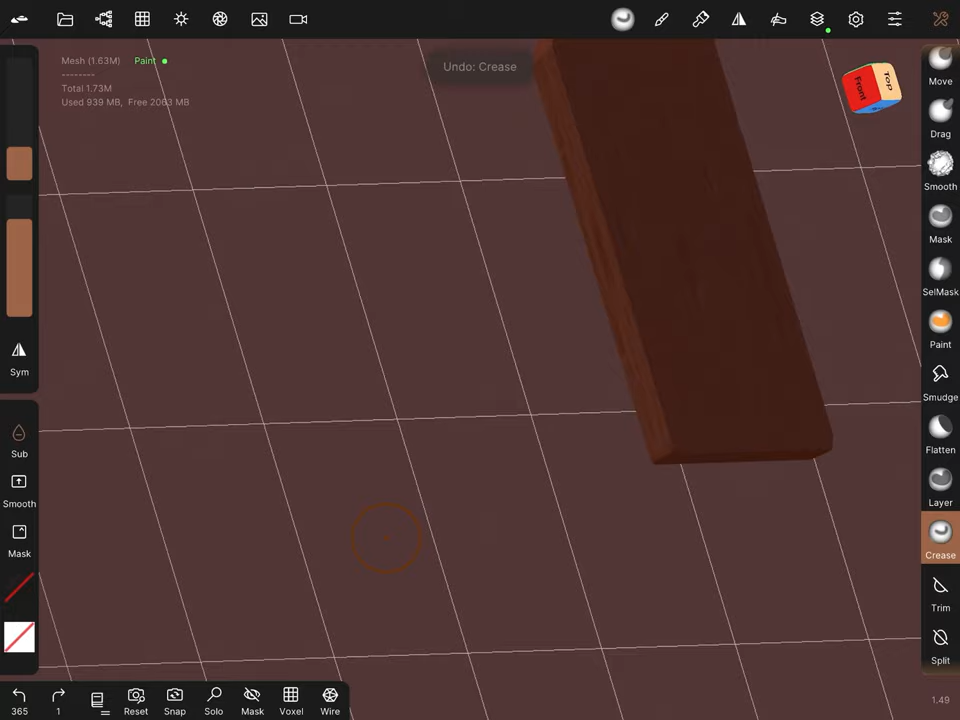 Mesh (1.63M) Paint
--------
Total 1.73M
Used 939 MB, Free 2063 MB
Undo: Crease
Front
Top
Sym
Sub
Smooth
Mask
Move
Drag
Smooth
Mask
SelMask
Paint
Smudge
Flatten
Layer
Crease
Trim
Split
365
1
Reset
Snap
Solo
Mask
Voxel
Wire
1.49